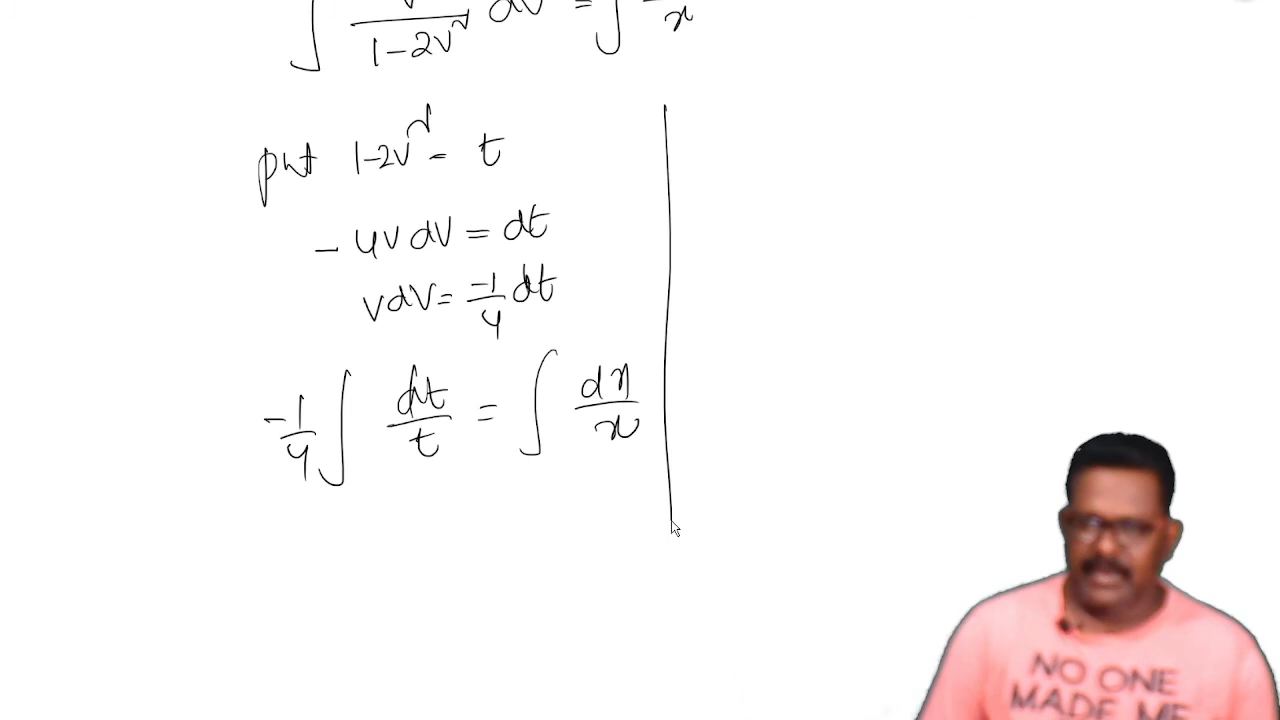 ∫ v/(1-2v²) dv = ∫ /x
put 1-2v² = t
- 4v dv = dt
v dv = -1/4 dt
-1/4 ∫ dt/t = ∫ dx/x
NO ONE
MADE ME